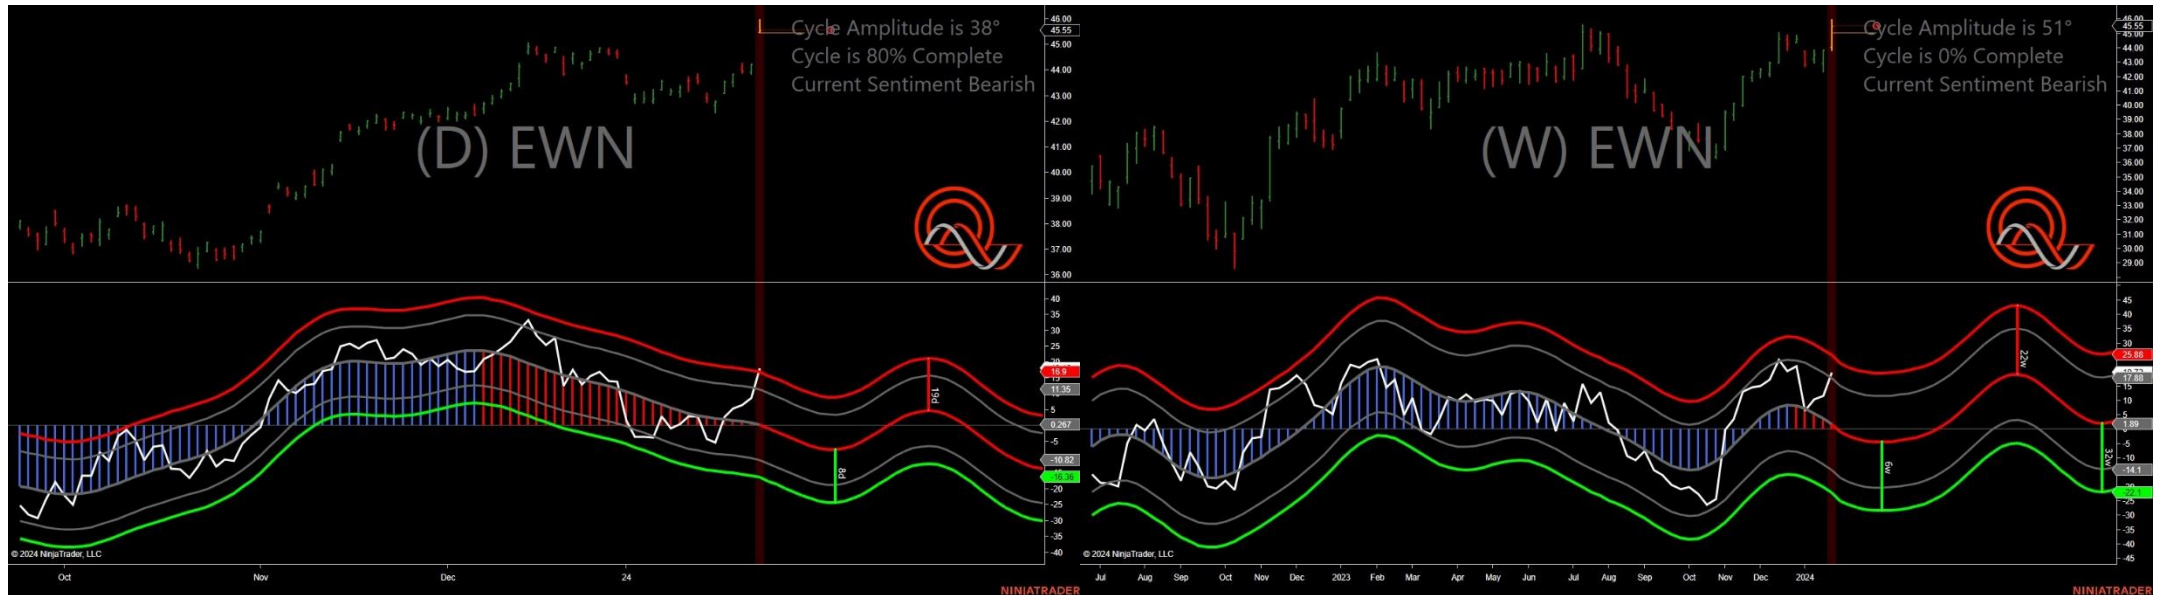 Cycle Amplitude is 38°
Cycle is 80% Complete
Current Sentiment Bearish
(D) EWN
46.00
45.55
45.00
44.00
43.00
42.00
41.00
40.00
39.00
38.00
37.00
36.00
40
35
30
25
16.9
11.35
5
0.267
-5
-10.82
-16.36
-20
-25
-30
-35
-40
19d
8d
© 2024 NinjaTrader, LLC
Oct
Nov
Dec
24
NINJATRADER
Cycle Amplitude is 51°
Cycle is 0% Complete
Current Sentiment Bearish
(W) EWN
46.00
45.55
45.00
44.00
43.00
42.00
41.00
40.00
39.00
38.00
37.00
36.00
35.00
34.00
33.00
32.00
31.00
30.00
29.00
45
40
35
30
25.88
17.88
15
10
5
1.89
-5
-10
-14.1
-22.1
-25
-30
-35
-40
-45
22w
6w
32w
© 2024 NinjaTrader, LLC
Jul
Aug
Sep
Oct
Nov
Dec
2023
Feb
Mar
Apr
May
Jun
Jul
Aug
Sep
Oct
Nov
Dec
2024
NINJATRADER